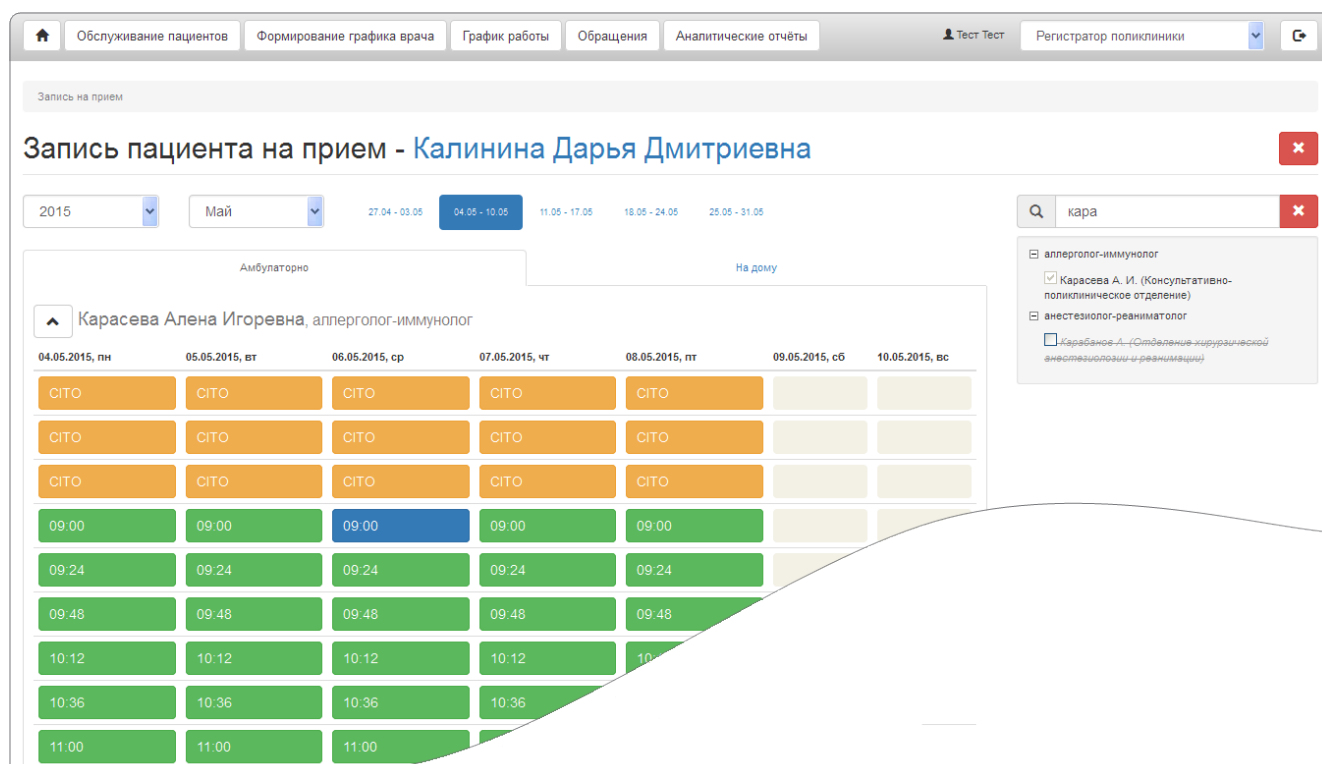 Обслуживание пациентов Формирование графика врача График работы Обращения Аналитические отчёты Тест Тест Регистратор поликлиники
Запись на прием
Запись пациента на прием - Калинина Дарья Дмитриевна
2015 Май 27.04 - 03.05 04.05 - 10.05 11.05 - 17.05 18.05 - 24.05 25.05 - 31.05
кара
Амбулаторно На дому
аллерголог-иммунолог
Карасева А. И. (Консультативно-
поликлиническое отделение)
анестезиолог-реаниматолог
Карабанов А. (Отделение хирургической
анестезиологии и реанимации)
Карасева Алена Игоревна, аллерголог-иммунолог
04.05.2015, пн 05.05.2015, вт 06.05.2015, ср 07.05.2015, чт 08.05.2015, пт 09.05.2015, сб 10.05.2015, вс
CITO CITO CITO CITO CITO
CITO CITO CITO CITO CITO
CITO CITO CITO CITO CITO
09:00 09:00 09:00 09:00 09:00
09:24 09:24 09:24 09:24 09:24
09:48 09:48 09:48 09:48 09:48
10:12 10:12 10:12 10:12
10:36 10:36 10:36 10:36
11:00 11:00 11:00